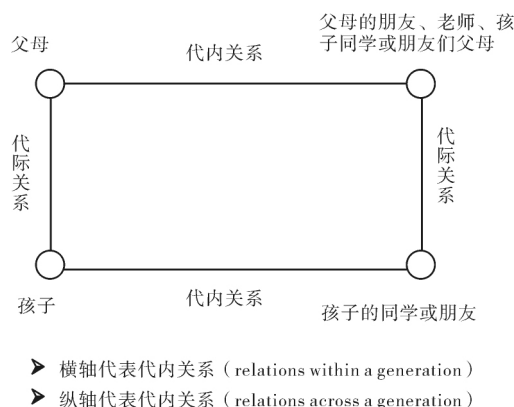 父母
代内关系
父母的朋友、老师、孩
子同学或朋友们父母
代际关系
代际关系
孩子
代内关系
孩子的同学或朋友
➢ 横轴代表代内关系（relations within a generation）
➢ 纵轴代表代内关系（relations across a generation）